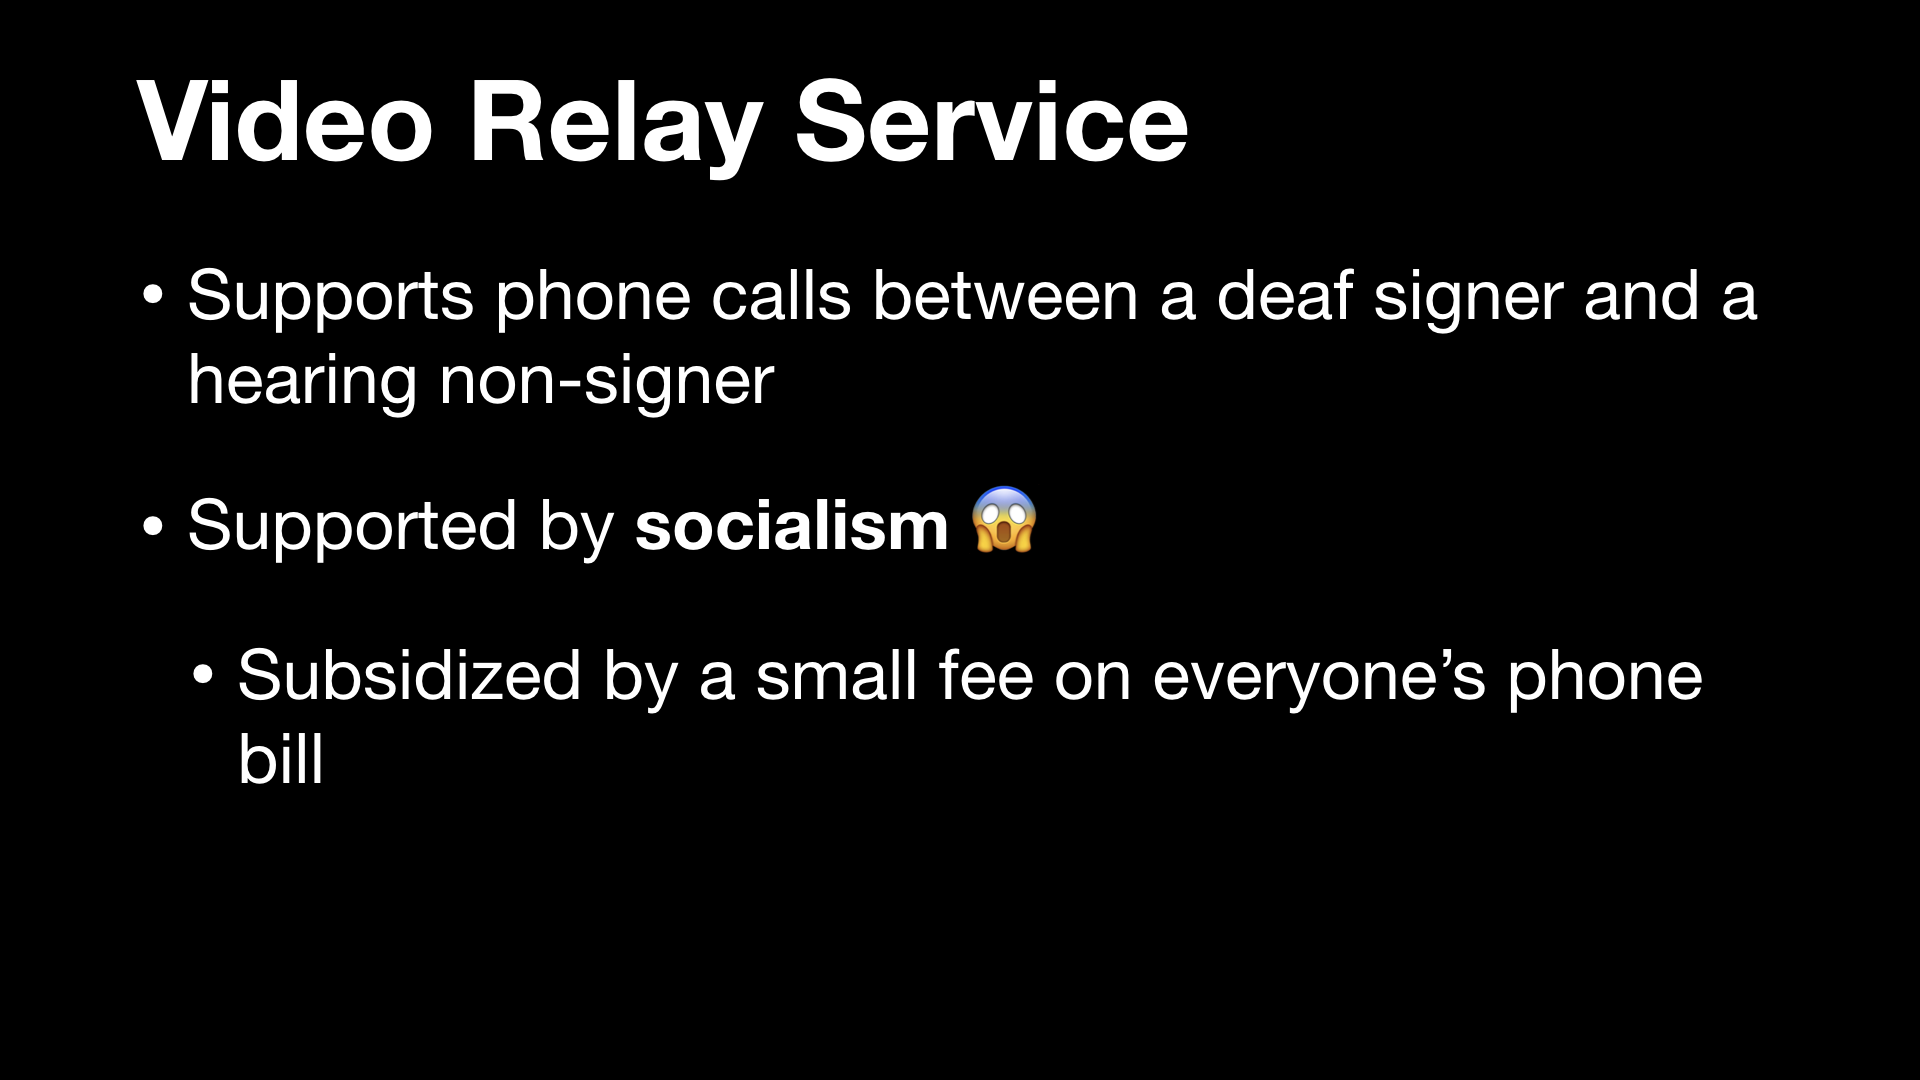 Video Relay Service
• Supports phone calls between a deaf signer and a
hearing non-signer
• Supported by socialism 😱
• Subsidized by a small fee on everyone’s phone
bill